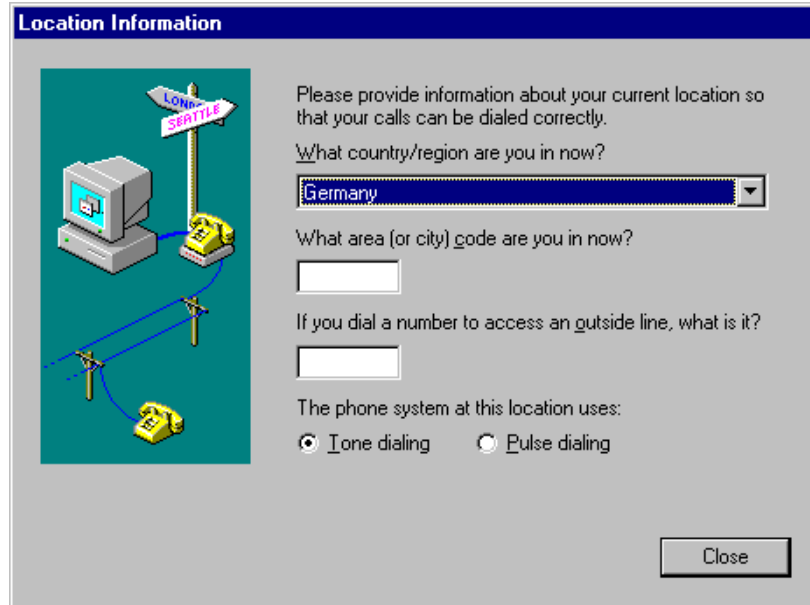 Location Information
LONDO
SEATTLE
Please provide information about your current location so
that your calls can be dialed correctly.
What country/region are you in now?
Germany
What area (or city) code are you in now?
If you dial a number to access an outside line, what is it?
The phone system at this location uses:
Tone dialing Pulse dialing
Close